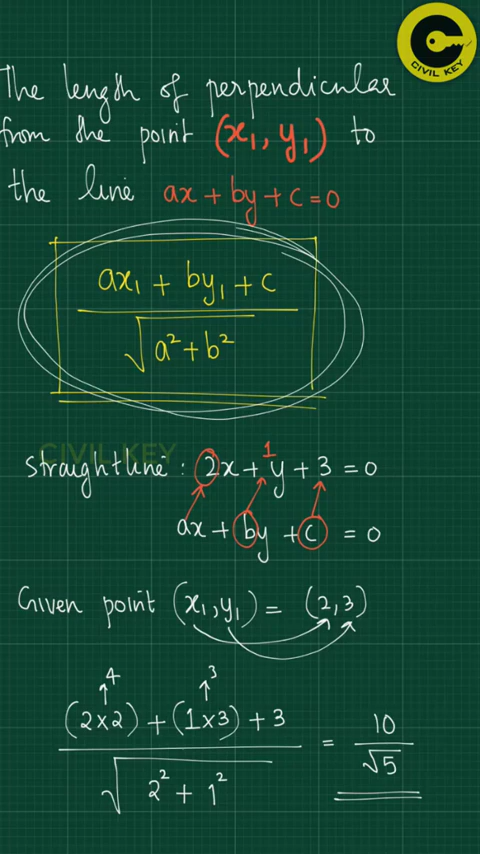 CIVIL KEY
The length of perpendicular
from the point (x₁, y₁) to
the line ax + by + c = 0
ax₁ + by₁ + c
√a² + b²
CIVIL KEY
Straightline: 2x + y + 3 = 0
1
ax + by + c = 0
Given point (x₁, y₁) = (2, 3)
4 3
(2×2) + (1×3) + 3 = 10
√2² + 1² √5